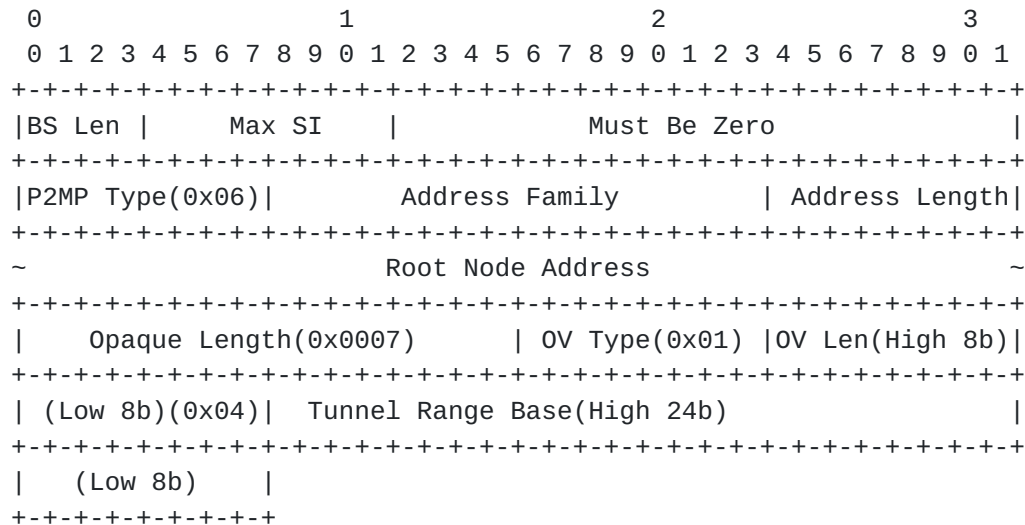 0                   1                   2                   3
 0 1 2 3 4 5 6 7 8 9 0 1 2 3 4 5 6 7 8 9 0 1 2 3 4 5 6 7 8 9 0 1
+-+-+-+-+-+-+-+-+-+-+-+-+-+-+-+-+-+-+-+-+-+-+-+-+-+-+-+-+-+-+-+-+
|BS Len |     Max SI    |            Must Be Zero               |
+-+-+-+-+-+-+-+-+-+-+-+-+-+-+-+-+-+-+-+-+-+-+-+-+-+-+-+-+-+-+-+-+
|P2MP Type(0x06)|        Address Family         | Address Length|
+-+-+-+-+-+-+-+-+-+-+-+-+-+-+-+-+-+-+-+-+-+-+-+-+-+-+-+-+-+-+-+-+
~                       Root Node Address                       ~
+-+-+-+-+-+-+-+-+-+-+-+-+-+-+-+-+-+-+-+-+-+-+-+-+-+-+-+-+-+-+-+-+
|    Opaque Length(0x0007)      | OV Type(0x01) |OV Len(High 8b)|
+-+-+-+-+-+-+-+-+-+-+-+-+-+-+-+-+-+-+-+-+-+-+-+-+-+-+-+-+-+-+-+-+
| (Low 8b)(0x04)|  Tunnel Range Base(High 24b)                  |
+-+-+-+-+-+-+-+-+-+-+-+-+-+-+-+-+-+-+-+-+-+-+-+-+-+-+-+-+-+-+-+-+
|   (Low 8b)    |
+-+-+-+-+-+-+-+-+